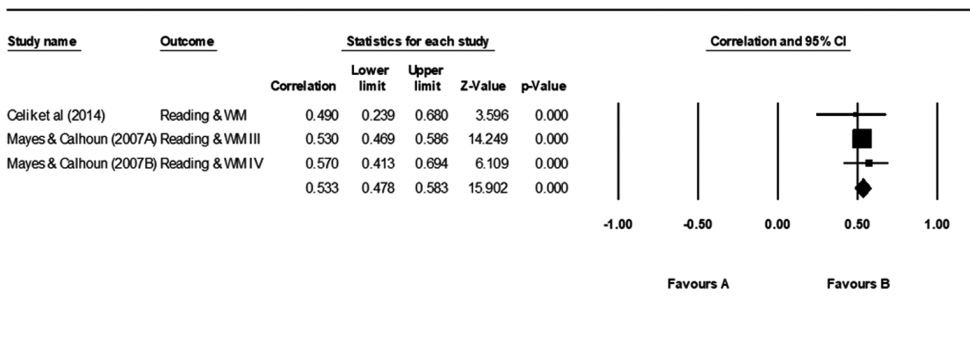 Study name Outcome Statistics for each study Correlation and 95% CI
Lower Upper
Correlation limit limit Z-Value p-Value
Celik et al (2014) Reading & WM 0.490 0.239 0.680 3.596 0.000
Mayes & Calhoun (2007A) Reading & WM III 0.530 0.469 0.586 14.249 0.000
Mayes & Calhoun (2007B) Reading & WM IV 0.570 0.413 0.694 6.109 0.000
0.533 0.478 0.583 15.902 0.000
-1.00 -0.50 0.00 0.50 1.00
Favours A Favours B